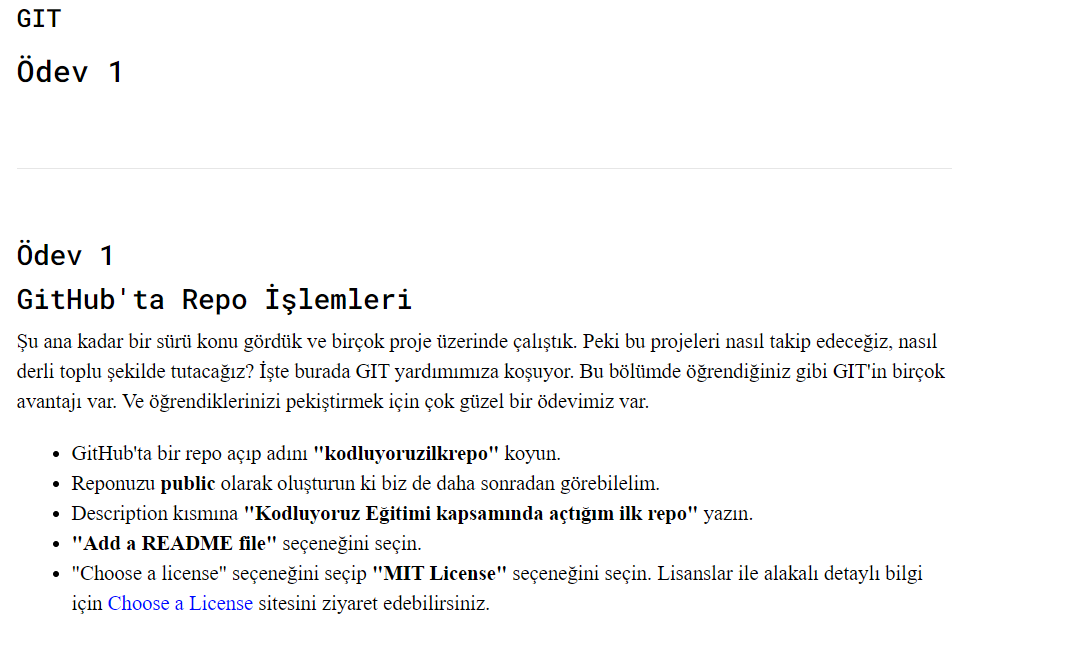 GIT
Ödev 1
Ödev 1
GitHub'ta Repo İşlemleri
Şu ana kadar bir sürü konu gördük ve birçok proje üzerinde çalıştık. Peki bu projeleri nasıl takip edeceğiz, nasıl
derli toplu şekilde tutacağız? İşte burada GIT yardımımıza koşuyor. Bu bölümde öğrendiğiniz gibi GIT'in birçok
avantajı var. Ve öğrendiklerinizi pekiştirmek için çok güzel bir ödevimiz var.
• GitHub'ta bir repo açıp adını "kodluyoruzilkrepo" koyun.
• Reponuzu public olarak oluşturun ki biz de daha sonradan görebilelim.
• Description kısmına "Kodluyoruz Eğitimi kapsamında açtığım ilk repo" yazın.
• "Add a README file" seçeneğini seçin.
• "Choose a license" seçeneğini seçip "MIT License" seçeneğini seçin. Lisanslar ile alakalı detaylı bilgi
için Choose a License sitesini ziyaret edebilirsiniz.